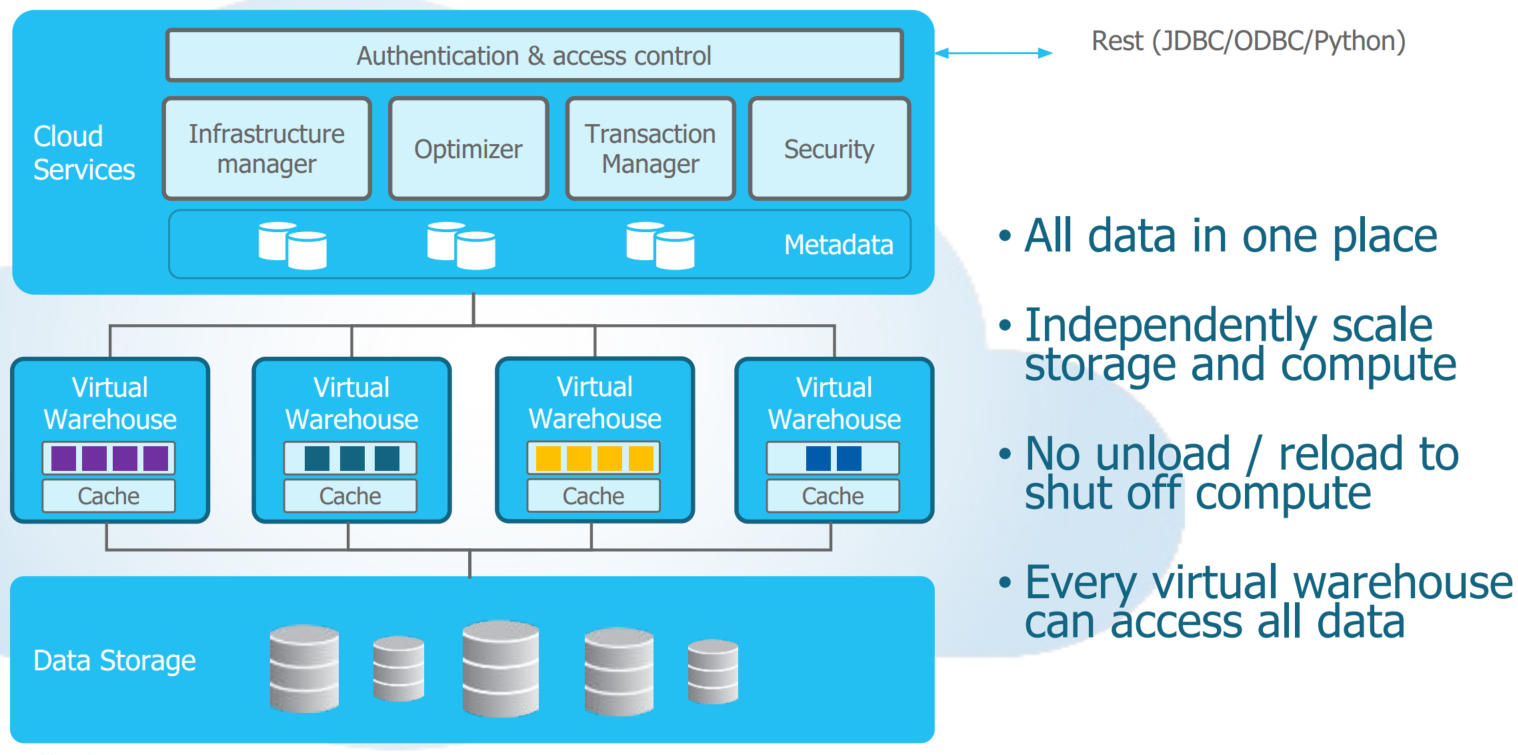 Authentication & access control
Rest (JDBC/ODBC/Python)
Cloud
Services
Infrastructure
manager
Optimizer
Transaction
Manager
Security
Metadata
Virtual
Warehouse
Cache
Virtual
Warehouse
Cache
Virtual
Warehouse
Cache
Virtual
Warehouse
Cache
Data Storage
• All data in one place
• Independently scale
storage and compute
• No unload / reload to
shut off compute
• Every virtual warehouse
can access all data